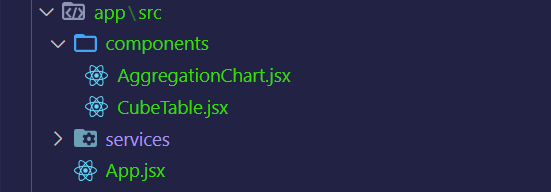 app\src
components
AggregationChart.jsx
CubeTable.jsx
services
App.jsx